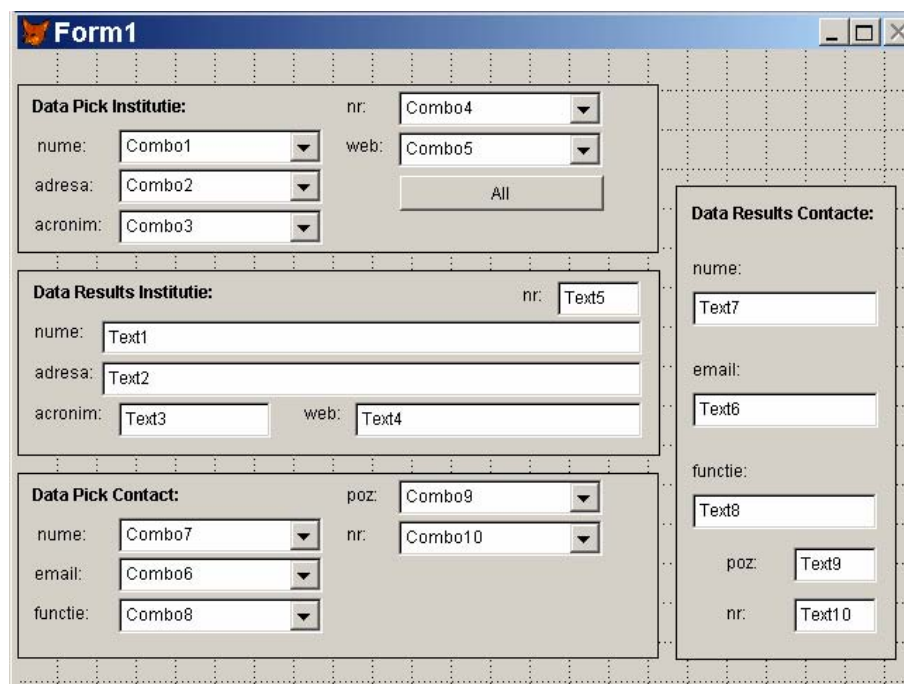 Form1
Data Pick Institutie:
nr: Combo4
nume: Combo1
web: Combo5
adresa: Combo2
All
acronim: Combo3
Data Results Institutie:
nr: Text5
nume: Text1
adresa: Text2
acronim: Text3
web: Text4
Data Pick Contact:
poz: Combo9
nume: Combo7
nr: Combo10
email: Combo6
functie: Combo8
Data Results Contacte:
nume:
Text7
email:
Text6
functie:
Text8
poz: Text9
nr: Text10